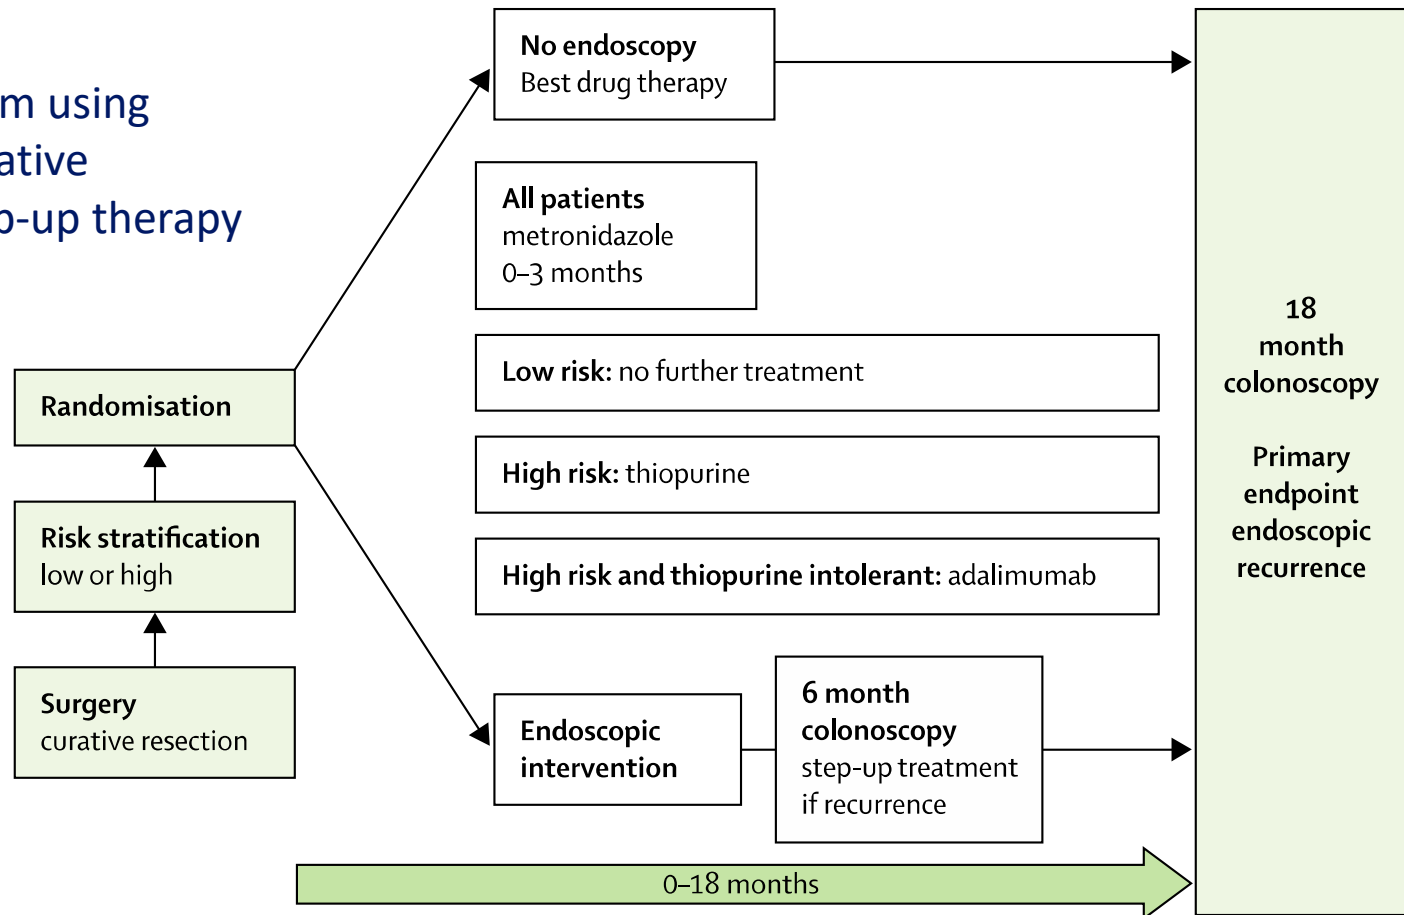 m using
ative
p-up therapy
No endoscopy
Best drug therapy
All patients
metronidazole
0–3 months
Low risk: no further treatment
High risk: thiopurine
High risk and thiopurine intolerant: adalimumab
Randomisation
Risk stratification
low or high
Surgery
curative resection
Endoscopic
intervention
6 month
colonoscopy
step-up treatment
if recurrence
0–18 months
18
month
colonoscopy
Primary
endpoint
endoscopic
recurrence